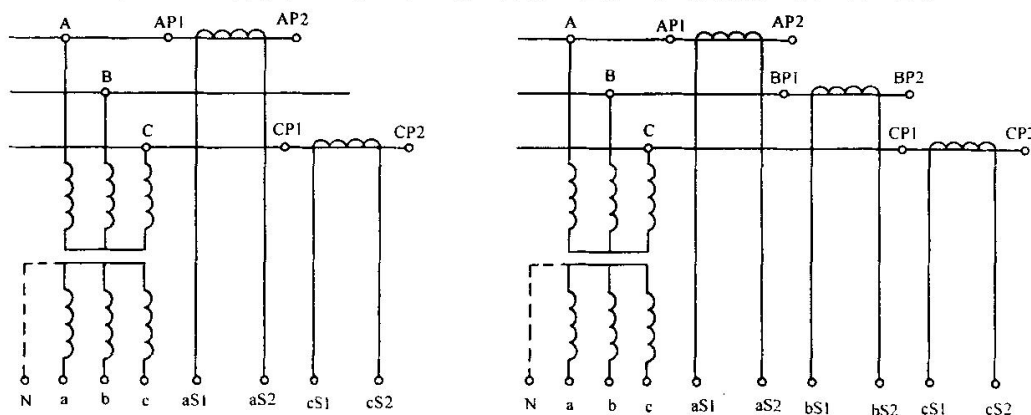 A AP1 AP2
B
C CP1 CP2
N a b c aS1 aS2 cS1 cS2
A AP1 AP2
B BP1 BP2
C CP1 CP2
N a b c aS1 aS2 bS1 bS2 cS1 cS2